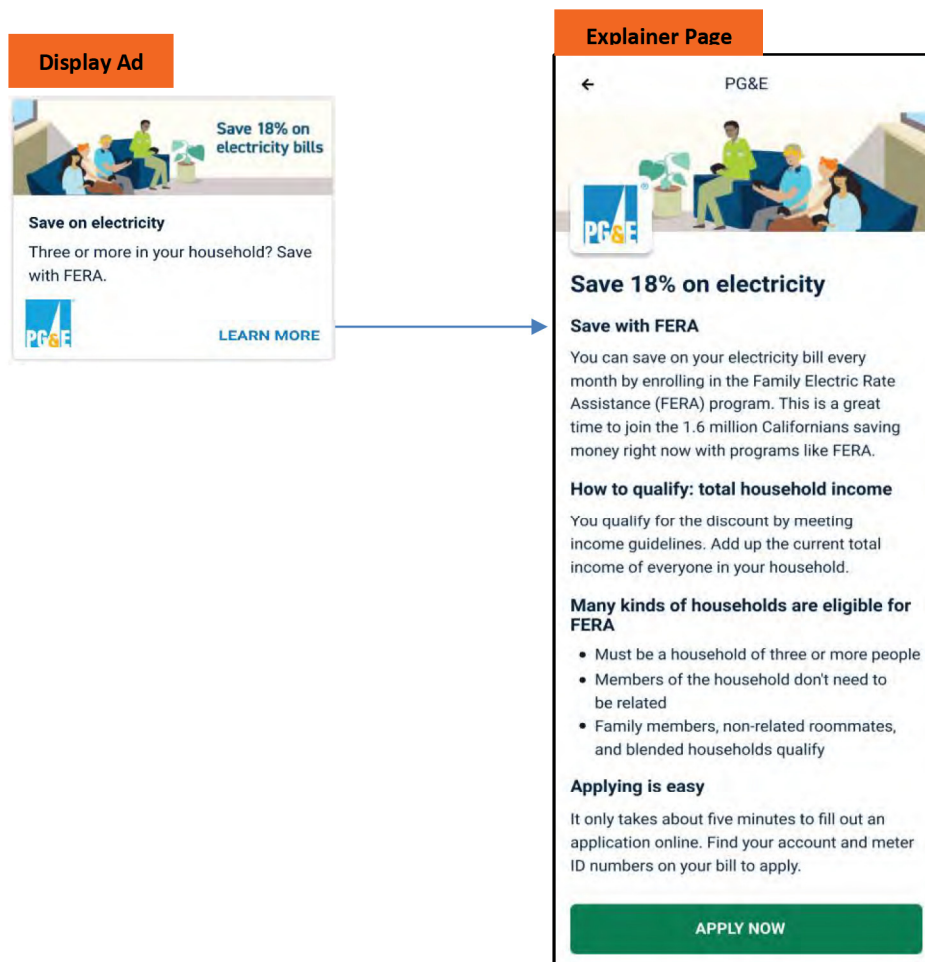 Display Ad
Save 18% on
electricity bills
Save on electricity
Three or more in your household? Save
with FERA.
PG&E
LEARN MORE
Explainer Page
PG&E
PG&E
Save 18% on electricity
Save with FERA
You can save on your electricity bill every
month by enrolling in the Family Electric Rate
Assistance (FERA) program. This is a great
time to join the 1.6 million Californians saving
money right now with programs like FERA.
How to qualify: total household income
You qualify for the discount by meeting
income guidelines. Add up the current total
income of everyone in your household.
Many kinds of households are eligible for
FERA
• Must be a household of three or more people
• Members of the household don't need to
be related
• Family members, non-related roommates,
and blended households qualify
Applying is easy
It only takes about five minutes to fill out an
application online. Find your account and meter
ID numbers on your bill to apply.
APPLY NOW